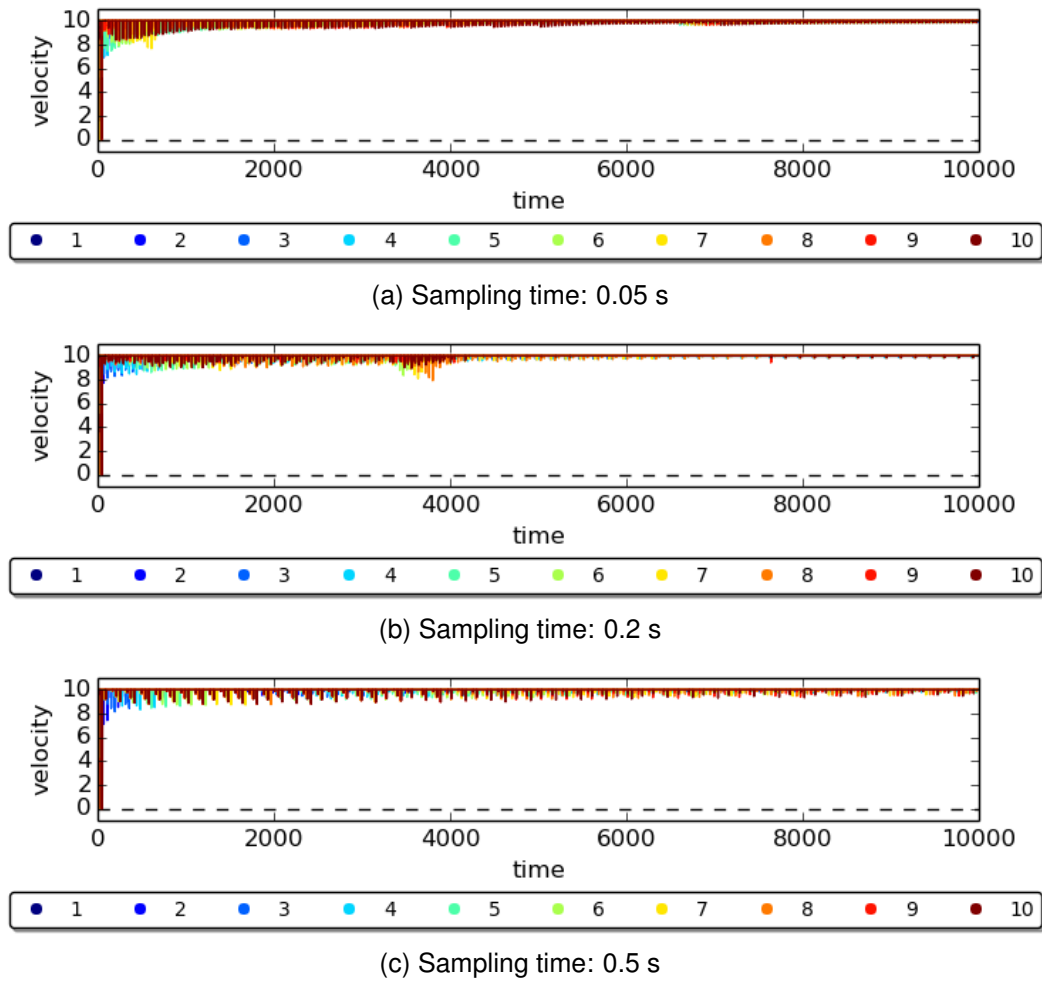 10
8
6
4
2
0
velocity
0 2000 4000 6000 8000 10000
time
1 2 3 4 5 6 7 8 9 10
(a) Sampling time: 0.05 s
10
8
6
4
2
0
velocity
0 2000 4000 6000 8000 10000
time
1 2 3 4 5 6 7 8 9 10
(b) Sampling time: 0.2 s
10
8
6
4
2
0
velocity
0 2000 4000 6000 8000 10000
time
1 2 3 4 5 6 7 8 9 10
(c) Sampling time: 0.5 s